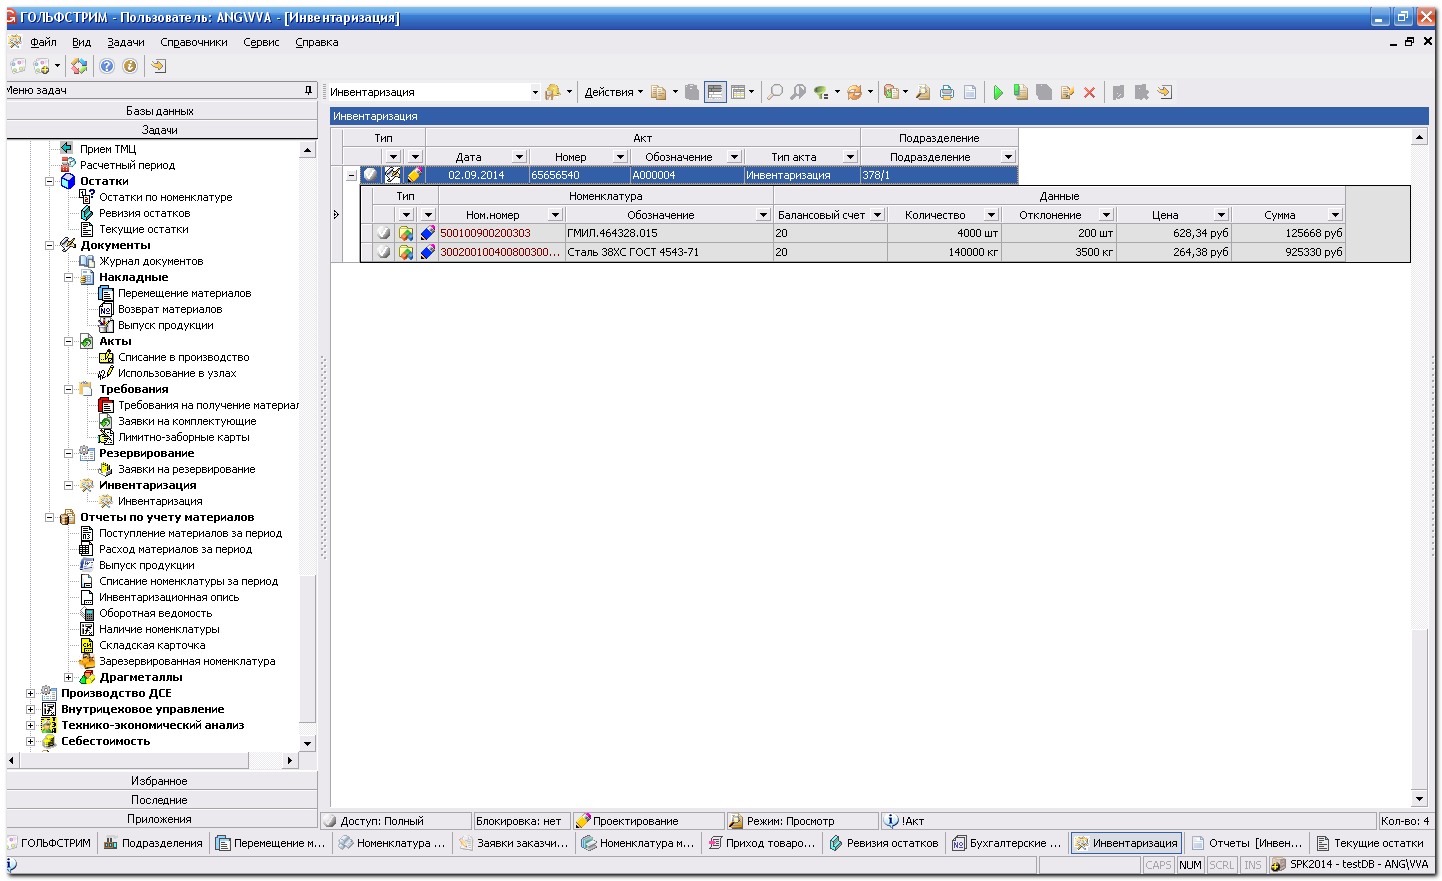 ГОЛЬФСТРИМ - Пользователь: ANG\VVA - [Инвентаризация]
Файл Вид Задачи Справочники Сервис Справка
Меню задач
Инвентаризация Действия
Базы данных
Задачи
Инвентаризация
Прием ТМЦ
Расчетный период
Остатки
Остатки по номенклатуре
Ревизия остатков
Текущие остатки
Документы
Журнал документов
Накладные
Перемещение материалов
Возврат материалов
Выпуск продукции
Акты
Списание в производство
Использование в узлах
Требования
Требования на получение материал
Заявки на комплектующие
Лимитно-заборные карты
Резервирование
Заявки на резервирование
Инвентаризация
Инвентаризация
Отчеты по учету материалов
Поступление материалов за период
Расход материалов за период
Выпуск продукции
Списание номенклатуры за период
Инвентаризационная опись
Оборотная ведомость
Наличие номенклатуры
Складская карточка
Зарезервированная номенклатура
Драгметаллы
Производство ДСЕ
Внутрицеховое управление
Технико-экономический анализ
Себестоимость
Избранное
Последние
Приложения
Тип Акт Подразделение
Дата Номер Обозначение Тип акта Подразделение
02.09.2014 65656540 А000004 Инвентаризация 378/1
Тип Номенклатура Данные
Ном.номер Обозначение Балансовый счет Количество Отклонение Цена Сумма
500100900200303 ГМИЛ.464328.015 20 4000 шт 200 шт 628,34 руб 125668 руб
300200100400800300... Сталь 38ХС ГОСТ 4543-71 20 140000 кг 3500 кг 264,38 руб 925330 руб
Доступ: Полный Блокировка: нет Проектирование Режим: Просмотр !Акт Кол-во: 4
ГОЛЬФСТРИМ Подразделения Перемещение м... Номенклатура ... Заявки заказчи... Номенклатура м... Приход товаро... Ревизия остатков Бухгалтерские ... Инвентаризация Отчеты [Инвен... Текущие остатки
CAPS NUM SCRL INS SPK2014 - testDB - ANG\VVA